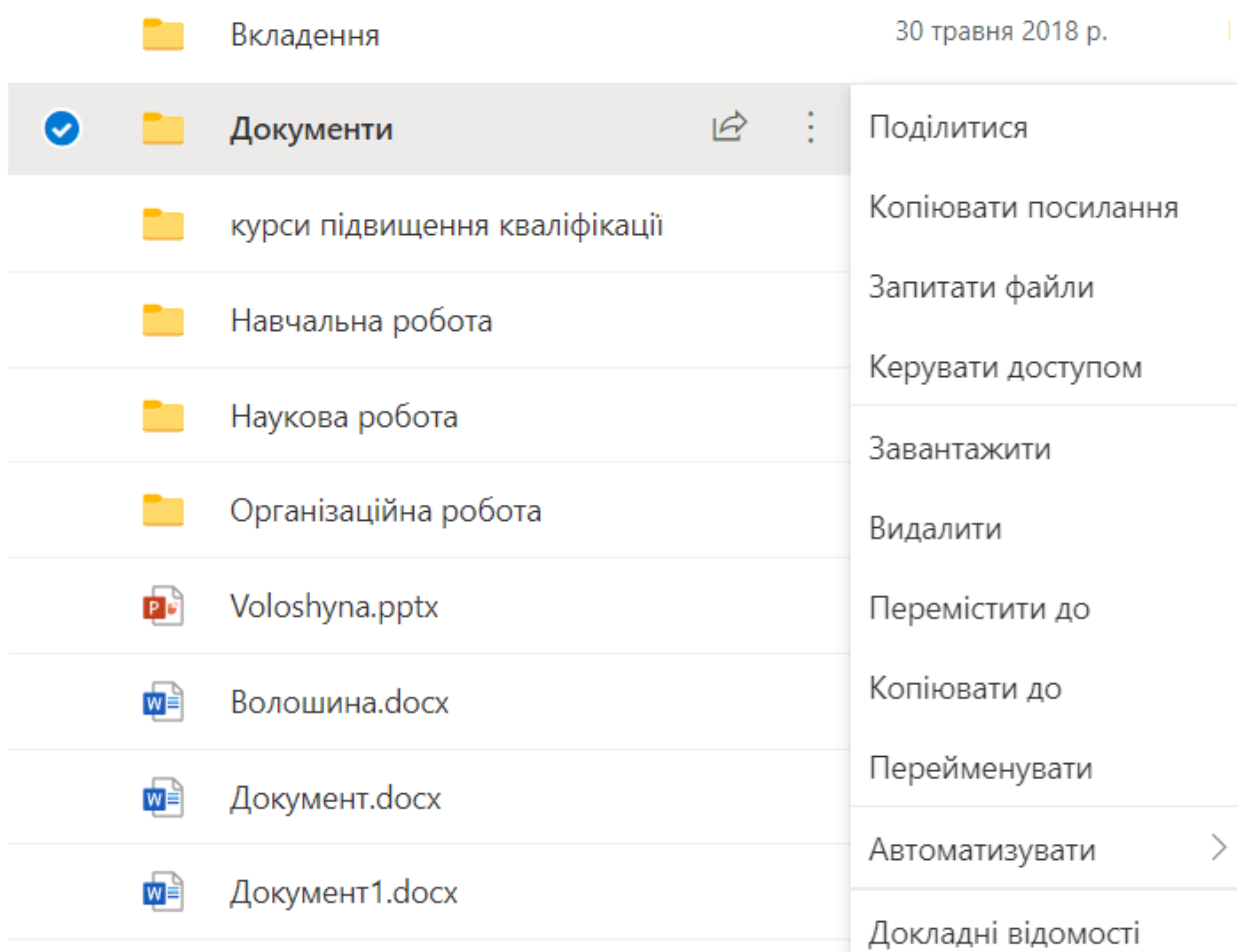 Вкладення
30 травня 2018 р.
Документи
курси підвищення кваліфікації
Навчальна робота
Наукова робота
Організаційна робота
Voloshyna.pptx
Волошина.docx
Документ.docx
Документ1.docx
Поділитися
Копіювати посилання
Запитати файли
Керувати доступом
Завантажити
Видалити
Перемістити до
Копіювати до
Перейменувати
Автоматизувати
Докладні відомості